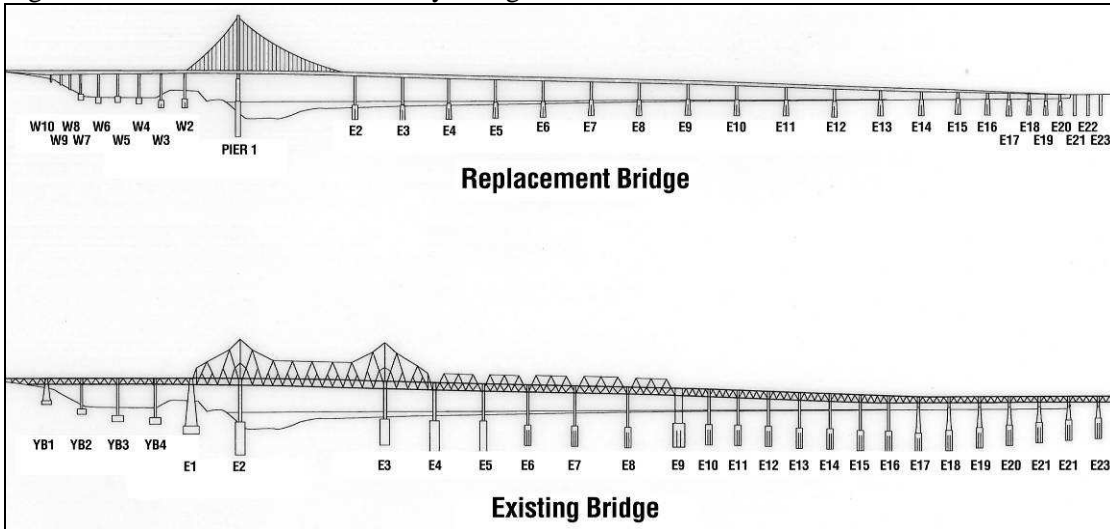 W10 W8 W6 W4 W2 E2 E3 E4 E5 E6 E7 E8 E9 E10 E11 E12 E13 E14 E15 E16 E18 E20 E22
W9 W7 W5 W3 PIER 1 E17 E19 E21 E23
Replacement Bridge
YB1 YB2 YB3 YB4 E1 E2 E3 E4 E5 E6 E7 E8 E9 E10 E11 E12 E13 E14 E15 E16 E17 E18 E19 E20 E21 E21 E23
Existing Bridge